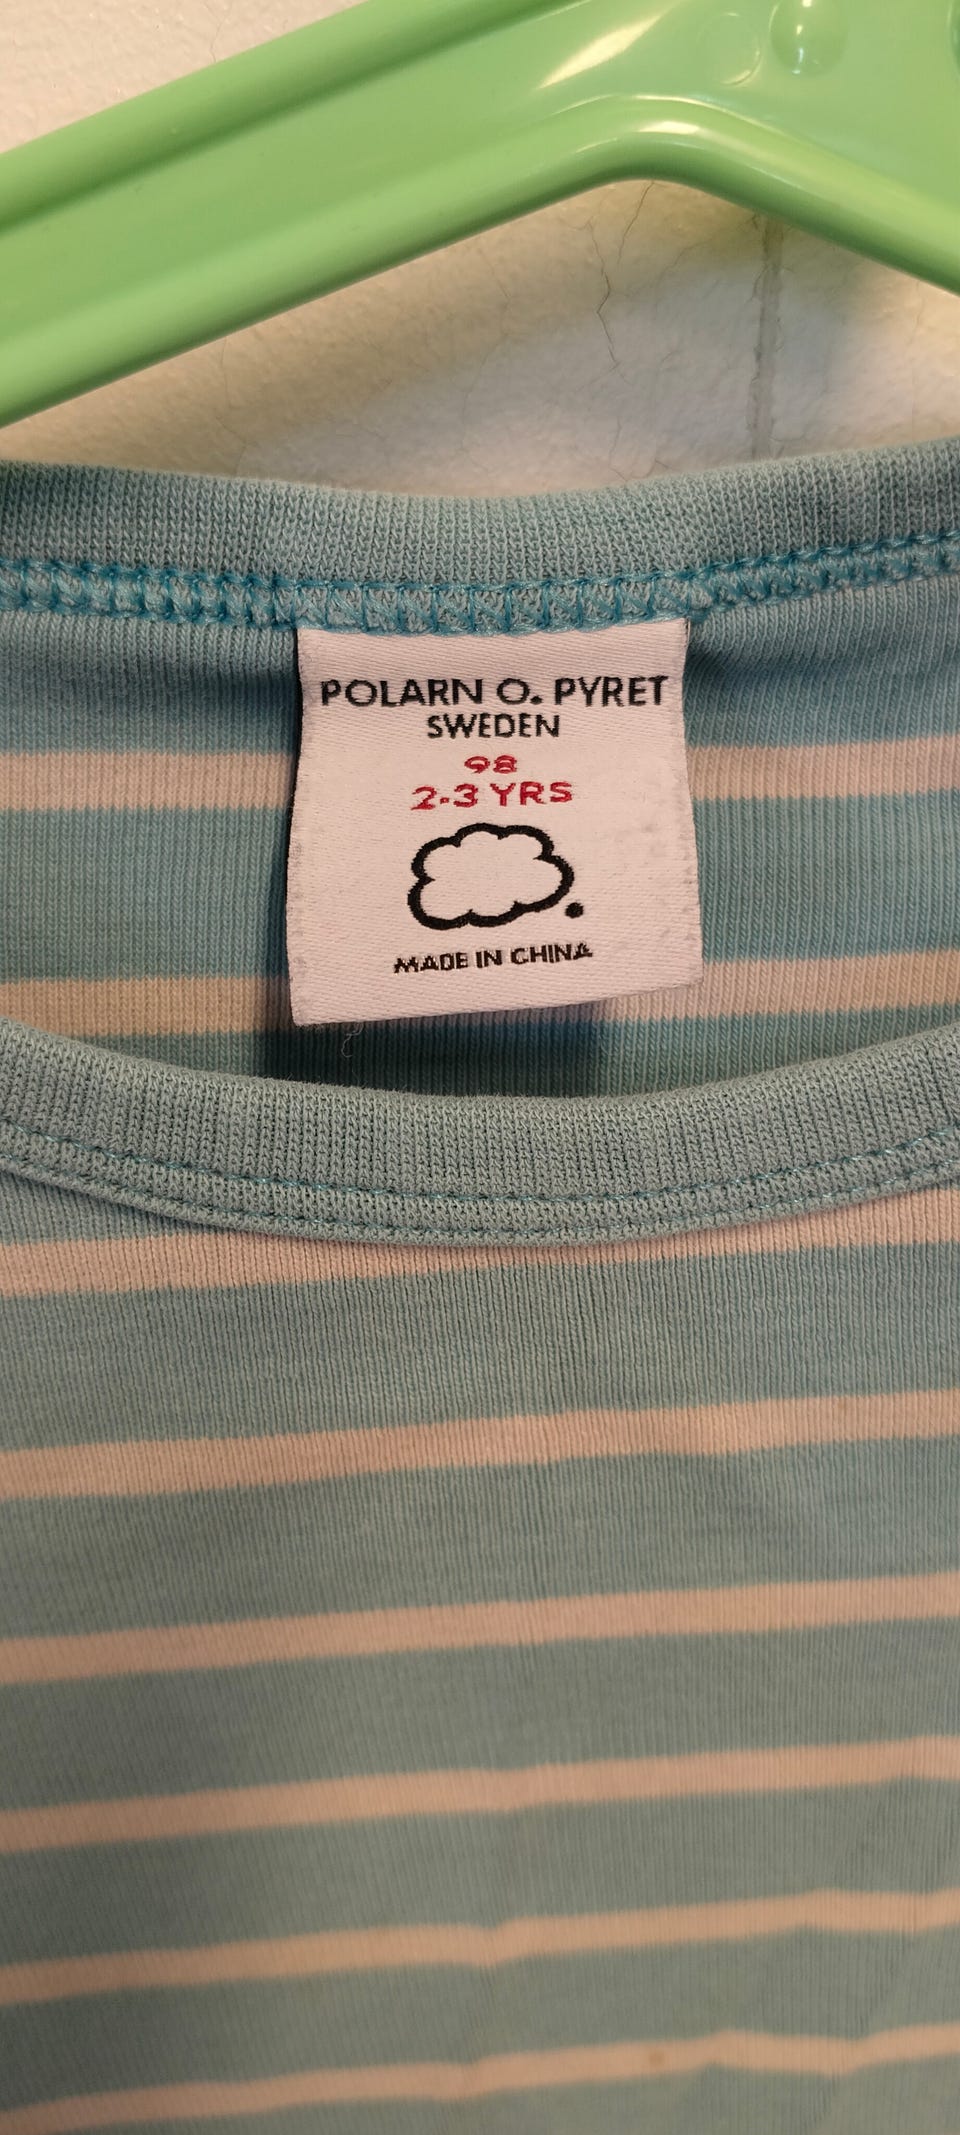 POLARN O. PYRET
SWEDEN
98
2-3 YRS
MADE IN CHINA